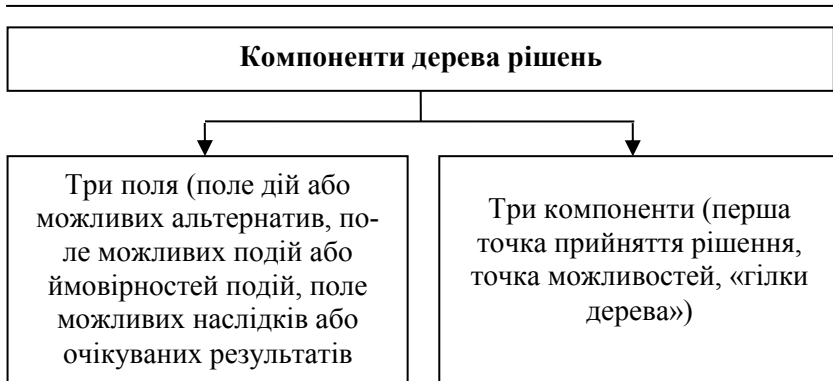 Компоненти дерева рішень
Три поля (поле дій або
можливих альтернатив, по-
ле можливих подій або
ймовірностей подій, поле
можливих наслідків або
очікуваних результатів
Три компоненти (перша
точка прийняття рішення,
точка можливостей, «гілки
дерева»)